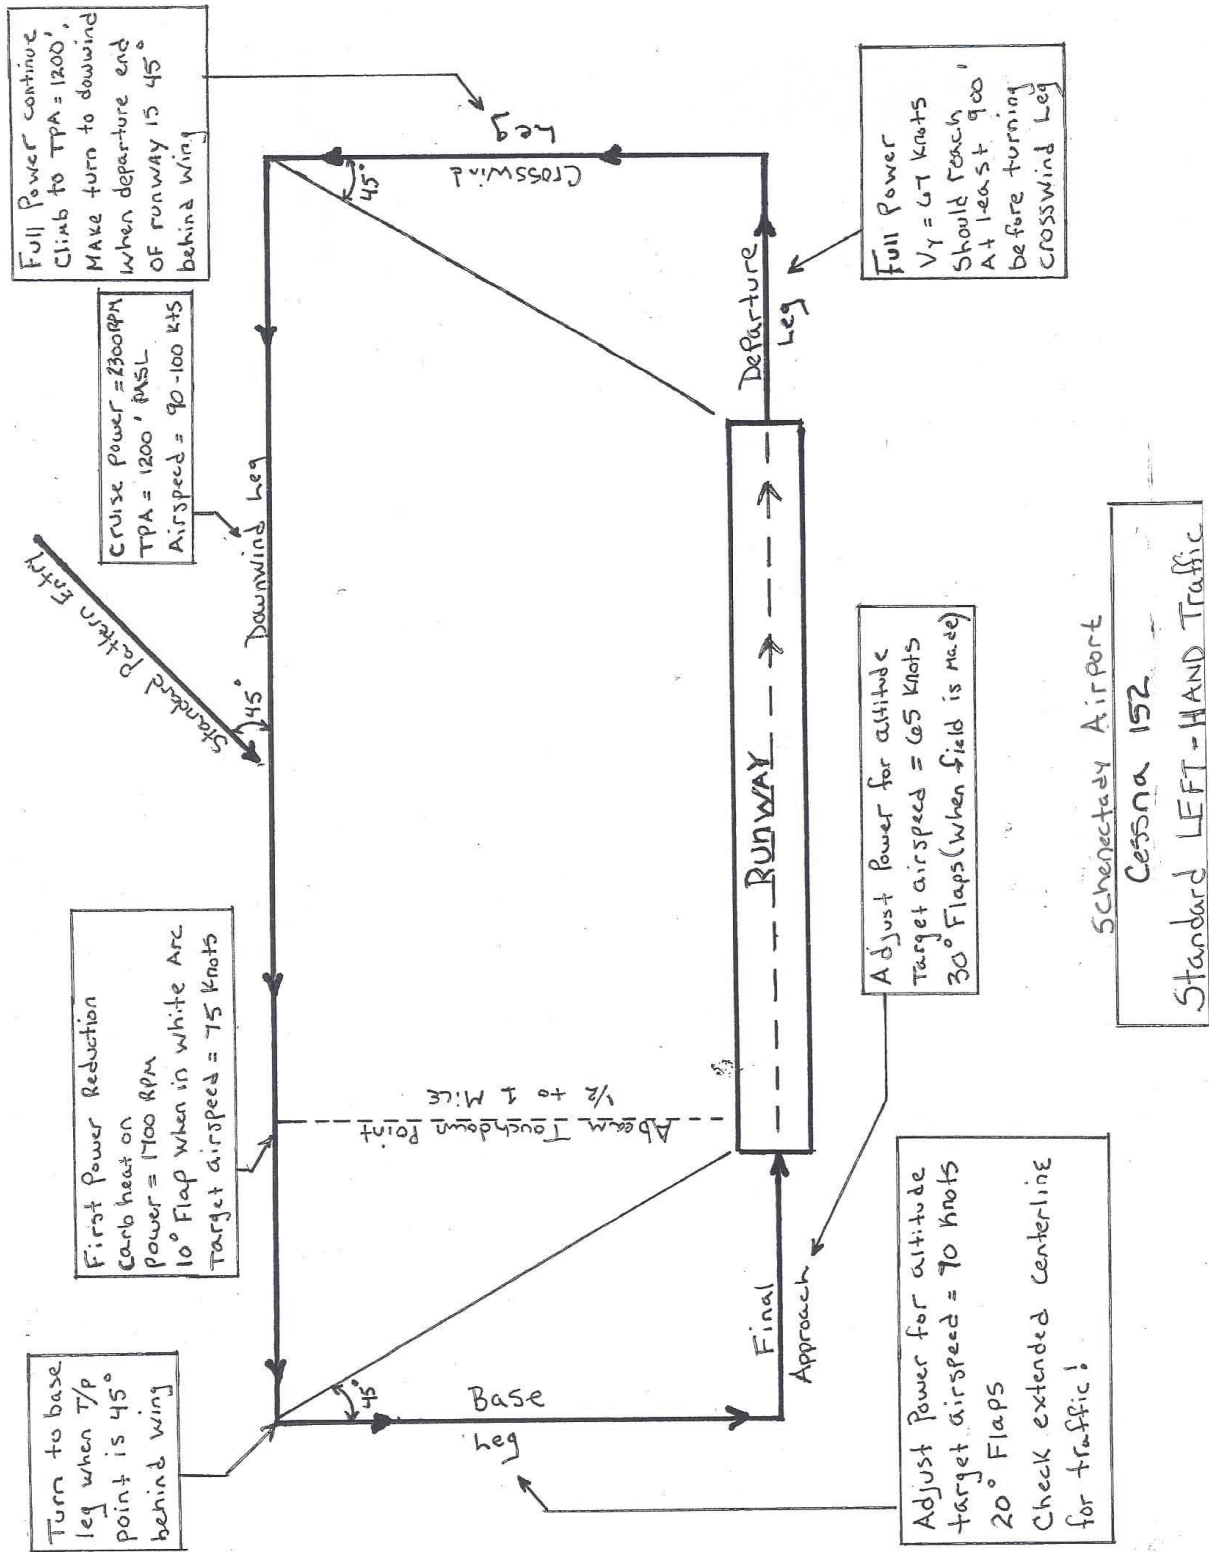 Turn to base
leg when T/P
point is 45°
behind wing
First Power Reduction
Carb heat on
Power = 1700 RPM
10° Flap when in white Arc
Target airspeed = 75 Knots
Standard Pattern Entry
45°
Cruise Power = 2300RPM
TPA = 1200' MSL
Airspeed = 90-100 kts
Full Power continue
Climb to TPA = 1200'.
MAKE turn to dowwind
when departure end
OF runwAY is 45°
behind wing
Downwind Leg
45°
45°
Base
Leg
Abeam Touchdown Point
1/2 to 1 MiLE
Crosswind
Leg
RUNWAY
Final
Approach
Departure
Leg
Adjust Power for altitude
target airspeed = 70 knots
20° Flaps
Check extended centerline
for traffic!
Adjust Power for altitude
Target airspeed = 65 Knots
30° Flaps (when field is made)
Full Power
VY = 67 Knots
Should reach
At least 900'
before turning
crosswind Leg
Schenectady Airport
Cessna 152
Standard LEFT-HAND Traffic